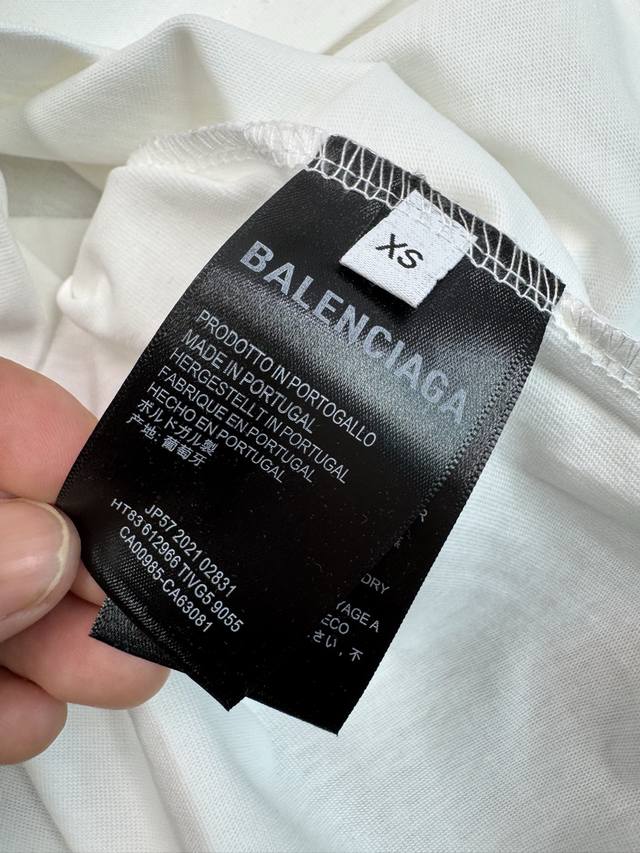 XS
BALENCIAGA
PRODOTTO IN PORTOGALLO
MADE IN PORTUGAL
HERGESTELLT IN PORTUGAL
FABRIQUE EN PORTUGAL
HECHO EN PORTUGAL
ポルトガル製
产地:葡萄牙
JP57 2021 02831
HT83 612966 TIVG5 9055
CA00985-CA63081
R
DRY
YAGE A
ECO
さい,不